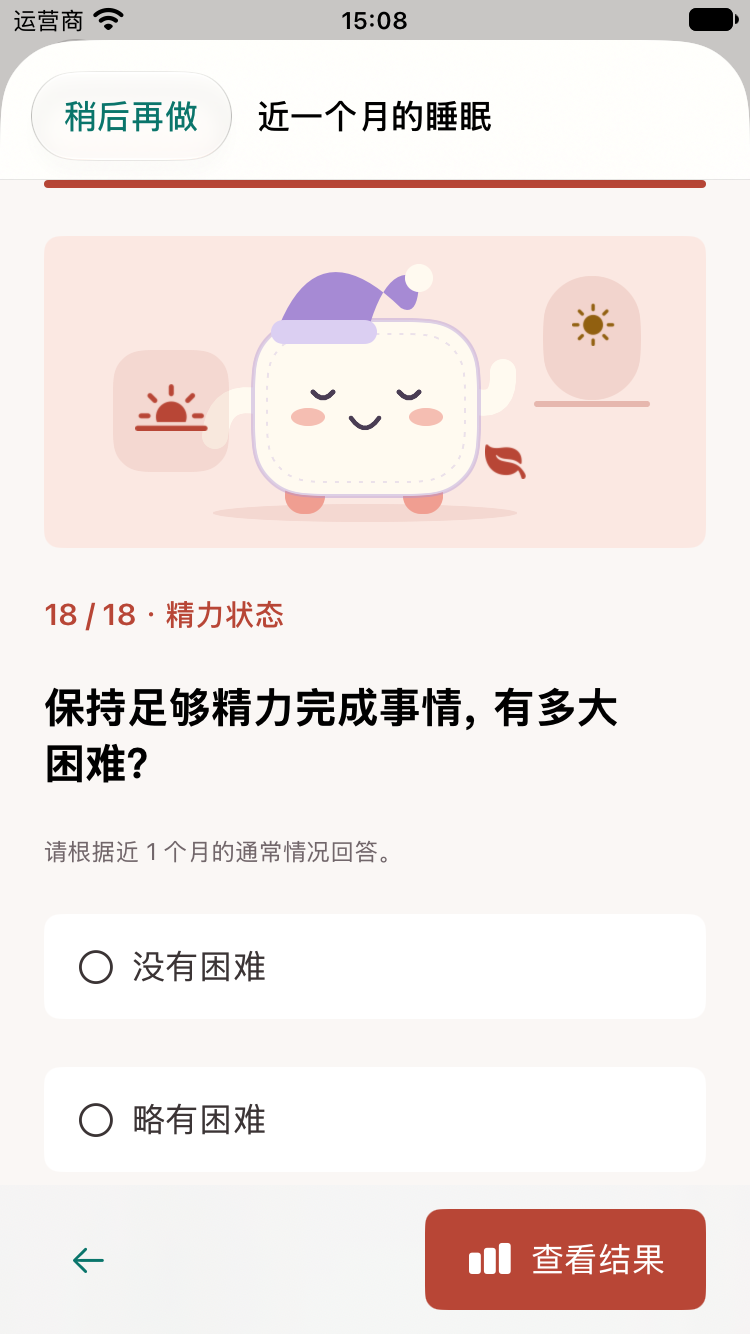 运营商
15:08
稍后再做
近一个月的睡眠
18 / 18 · 精力状态
保持足够精力完成事情，有多大
困难？
请根据近 1 个月的通常情况回答。
没有困难
略有困难
查看结果